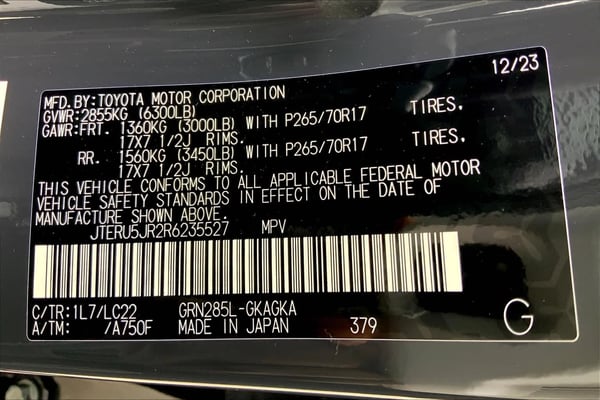 12/23
MFD.BY:TOYOTA MOTOR CORPORATION
GVWR:2855KG (6300LB)
GAWR:FRT. 1360KG (3000LB) WITH P265/70R17 TIRES.
17X7 1/2J RIMS.
RR. 1560KG (3450LB) WITH P265/70R17 TIRES.
17X7 1/2J RIMS.
THIS VEHICLE CONFORMS TO ALL APPLICABLE FEDERAL MOTOR
VEHICLE SAFETY STANDARDS IN EFFECT ON THE DATE OF
MANUFACTURE SHOWN ABOVE.
JTERU5JR2R6235527 MPV
C/TR:1L7/LC22 GRN285L-GKAGKA
A/TM: /A750F MADE IN JAPAN 379
G